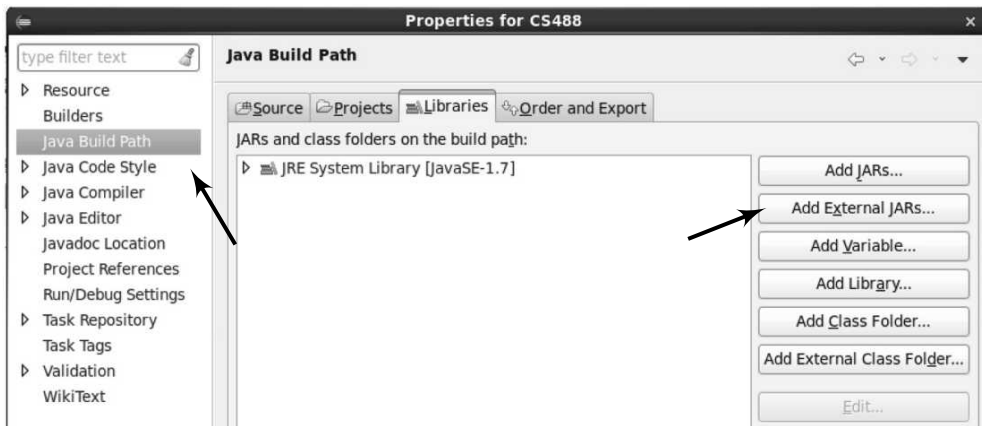 Properties for CS488
type filter text
Resource
Builders
Java Build Path
Java Code Style
Java Compiler
Java Editor
Javadoc Location
Project References
Run/Debug Settings
Task Repository
Task Tags
Validation
WikiText
Java Build Path
Source Projects Libraries Order and Export
JARs and class folders on the build path:
JRE System Library [JavaSE-1.7]
Add JARs...
Add External JARs...
Add Variable...
Add Library...
Add Class Folder...
Add External Class Folder...
Edit...